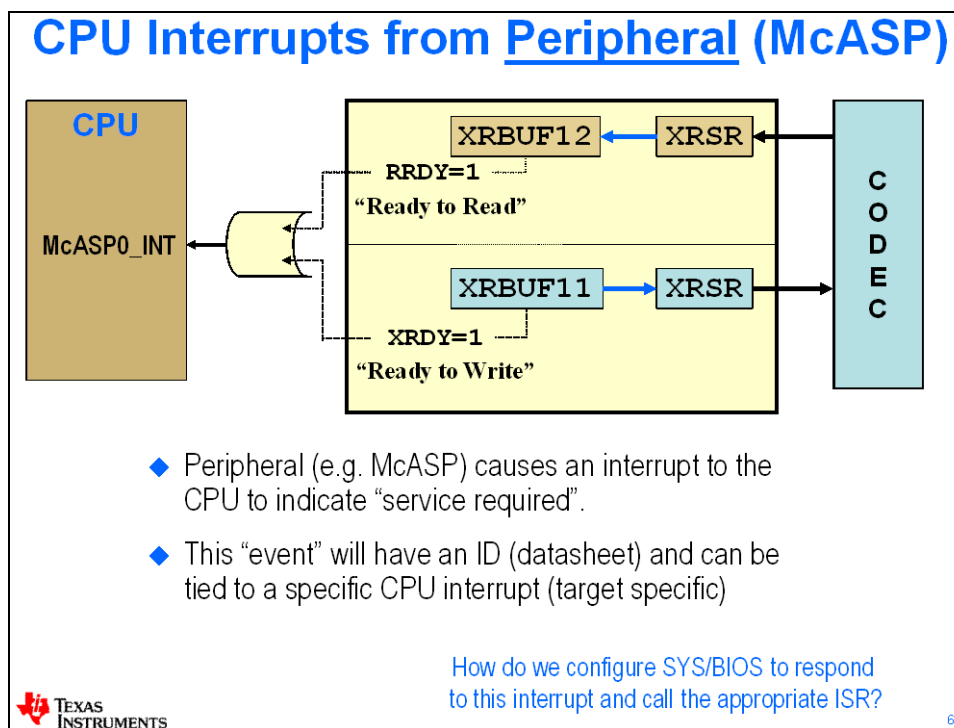 CPU Interrupts from Peripheral (McASP)
CPU
McASP0_INT
XRBUF12
XRSR
RRDY=1
“Ready to Read”
XRBUF11
XRSR
XRDY=1
“Ready to Write”
CODEC
◆ Peripheral (e.g. McASP) causes an interrupt to the
CPU to indicate “service required”.
◆ This “event” will have an ID (datasheet) and can be
tied to a specific CPU interrupt (target specific)
How do we configure SYS/BIOS to respond
to this interrupt and call the appropriate ISR?
TEXAS
INSTRUMENTS
6